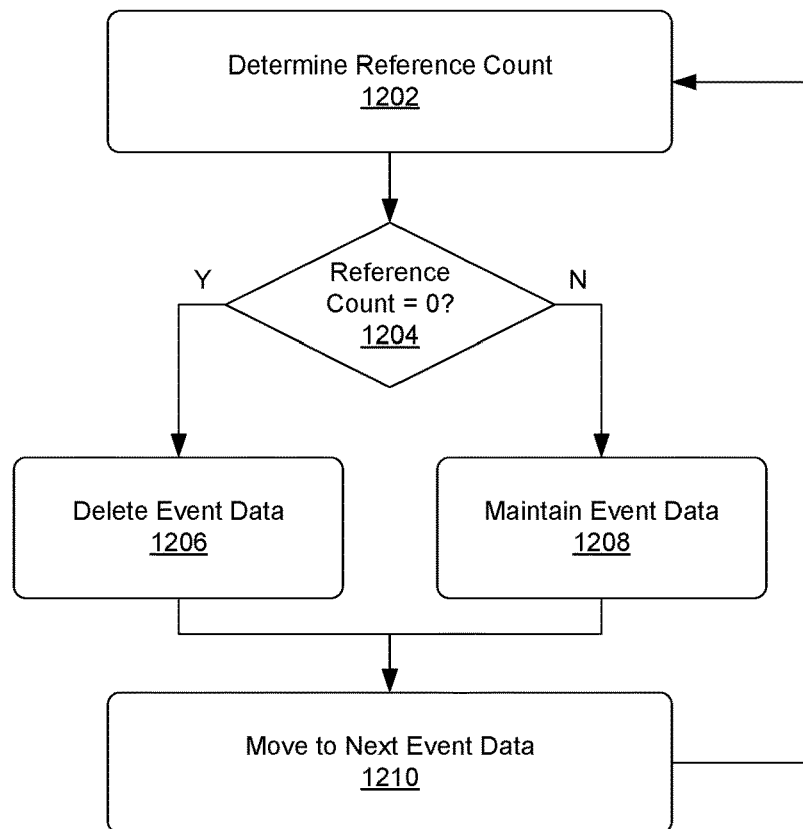 Determine Reference Count
1202
Reference
Count = 0?
1204
Y
N
Delete Event Data
1206
Maintain Event Data
1208
Move to Next Event Data
1210